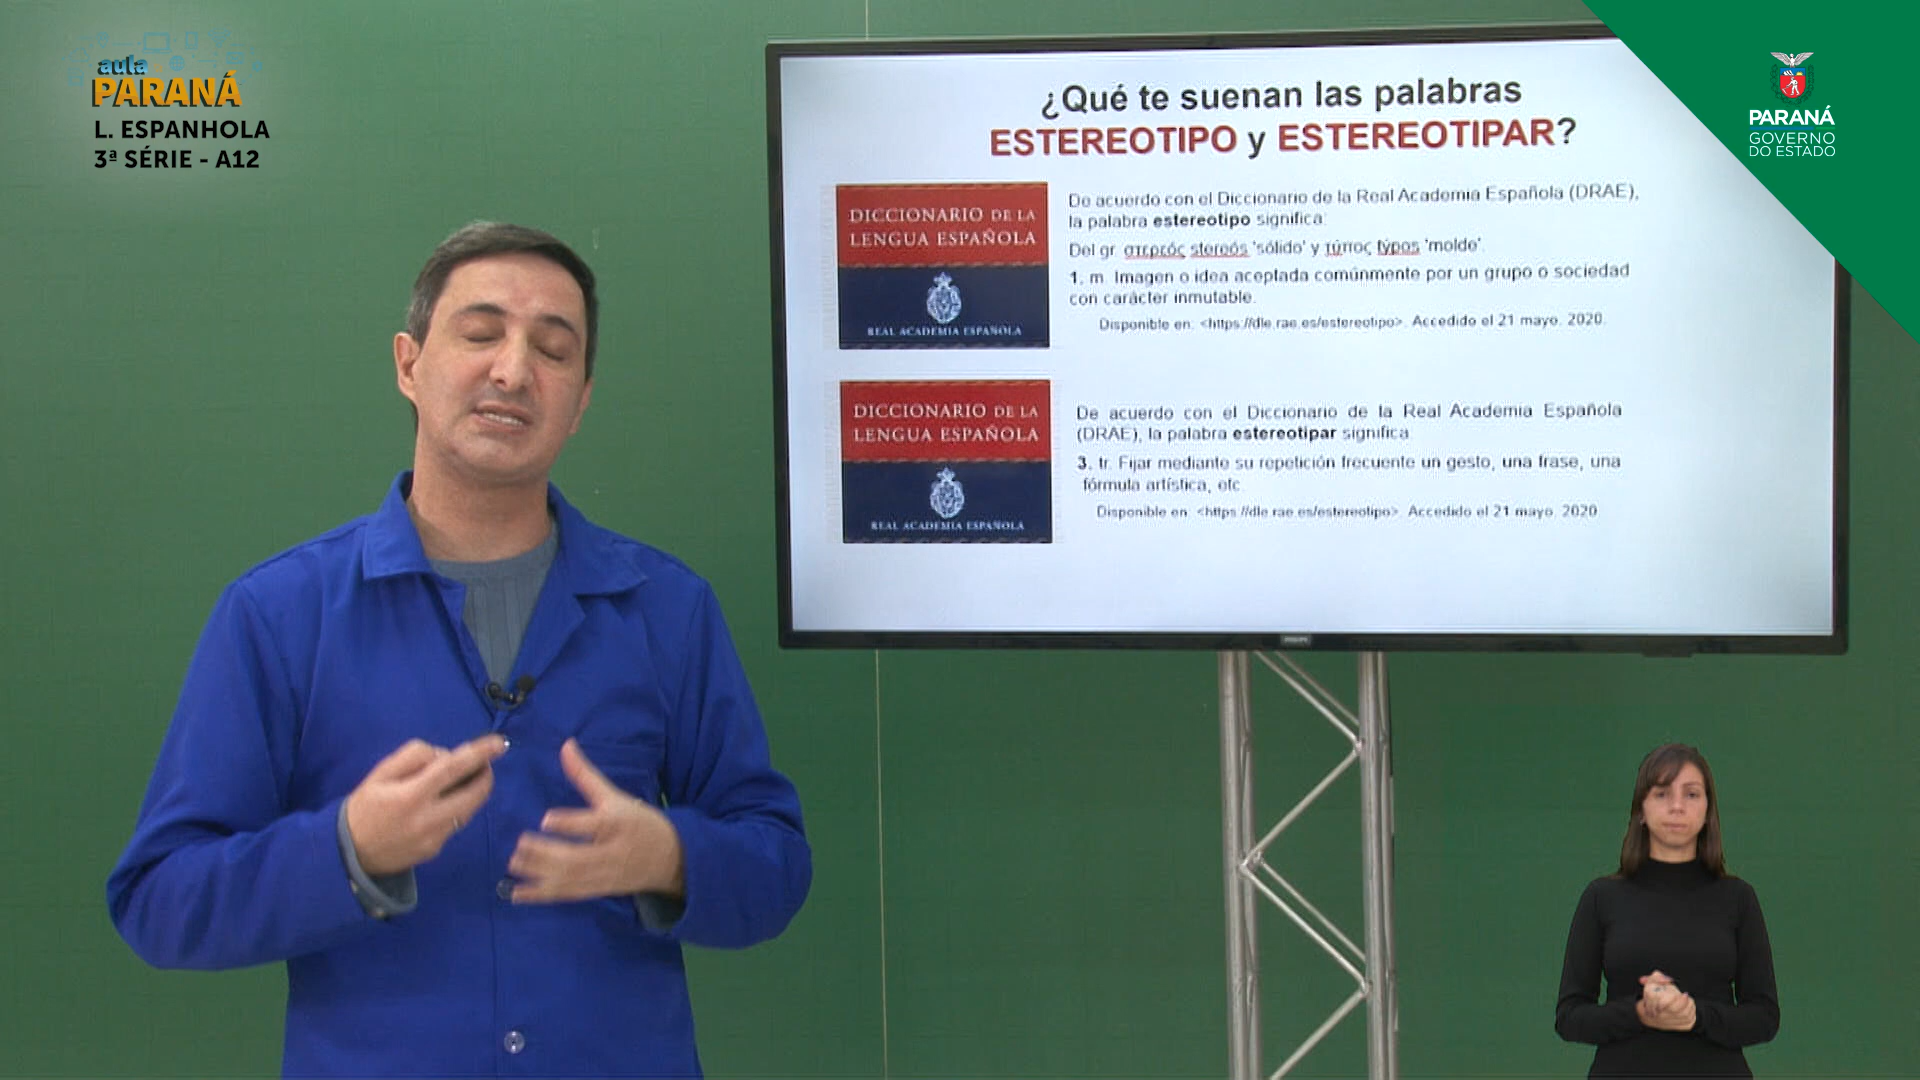 aula
PARANÁ
L. ESPANHOLA
3ª SÉRIE - A12
PARANÁ
GOVERNO
DO ESTADO
¿Qué te suenan las palabras
ESTEREOTIPO y ESTEREOTIPAR?
DICCIONARIO DE LA
LENGUA ESPAÑOLA
REAL ACADEMIA ESPAÑOLA
De acuerdo con el Diccionario de la Real Academia Española (DRAE),
la palabra estereotipo significa:
Del gr. στερεός stereós 'sólido' y τύπος týpos 'molde'.
1. m. Imagen o idea aceptada comúnmente por un grupo o sociedad
con carácter inmutable.
Disponible en: <https://dle.rae.es/estereotipo>. Accedido el 21 mayo. 2020.
DICCIONARIO DE LA
LENGUA ESPAÑOLA
REAL ACADEMIA ESPAÑOLA
De acuerdo con el Diccionario de la Real Academia Española
(DRAE), la palabra estereotipar significa:
3. tr. Fijar mediante su repetición frecuente un gesto, una frase, una
fórmula artística, etc.
Disponible en: <https://dle.rae.es/estereotipo>. Accedido el 21 mayo. 2020
PHILIPS